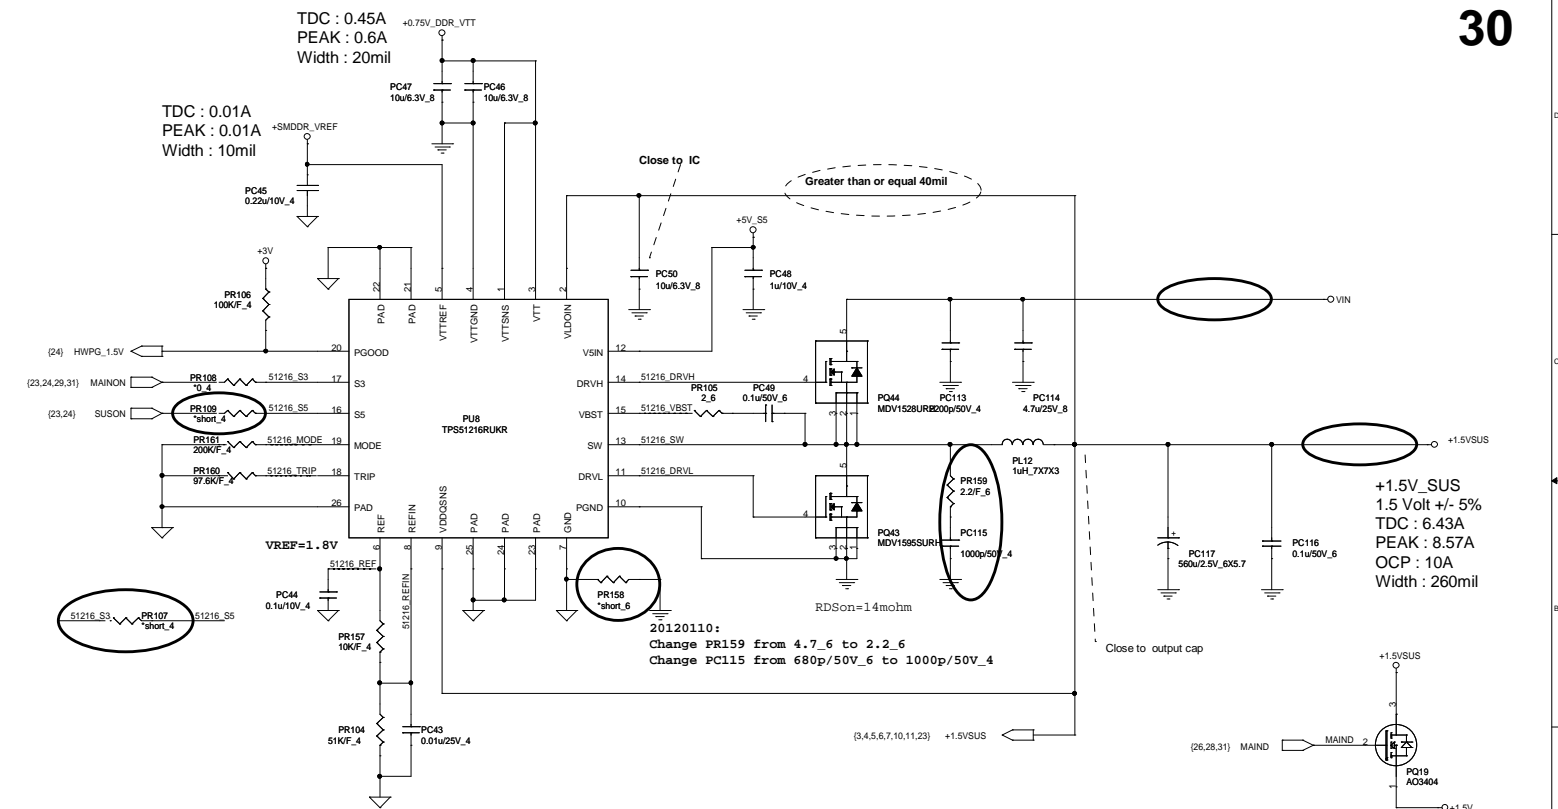 30
TDC : 0.45A
PEAK : 0.6A
Width : 20mil
+0.75V_DDR_VTT
PC47
10u/6.3V_8
PC46
10u/6.3V_8
TDC : 0.01A
PEAK : 0.01A
Width : 10mil
+SMDDR_VREF
PC45
0.22u/10V_4
Close to IC
Greater than or equal 40mil
+5V_S5
PC50
10u/6.3V_8
PC48
1u/10V_4
+3V
PR106
100K/F_4
22
21
5
4
1
3
2
PAD
PAD
VTTREF
VTTGND
VTTSNS
VTT
VLDOIN
VIN
{24} HWPG_1.5V
20
PGOOD
V5IN
12
{23,24,29,31} MAINON
PR108
*0_4
51216_S3
17
S3
DRVH
14
51216_DRVH
{23,24} SUSON
PR109
*short_4
51216_S5
16
S5
VBST
15
51216_VBST
PR105
2_6
PC49
0.1u/50V_6
PR161
200K/F_4
51216_MODE
19
MODE
SW
13
51216_SW
PR160
97.6K/F_4
51216_TRIP
18
TRIP
DRVL
11
51216_DRVL
26
PAD
PGND
10
PU8
TPS51216RUKR
5
4
3
2
1
PQ44
PC113
PC114
4.7u/25V_8
+1.5VSUS
PL12
1uH_7X7X3
5
4
3
2
1
PQ43
PR159
2.2/F_6
PC115
1000p/50V_4
RDSon=14mohm
PC117
560u/2.5V_6X5.7
PC116
0.1u/50V_6
+1.5V_SUS
1.5 Volt +/- 5%
TDC : 6.43A
PEAK : 8.57A
OCP : 10A
Width : 260mil
REF
REFIN
VDDQSNS
PAD
PAD
PAD
GND
6
8
9
25
24
23
7
VREF=1.8V
51216_REF
51216_REFIN
PC44
0.1u/10V_4
PR158
*short_6
51216_S3
PR107
*short_4
51216_S5
PR157
10K/F_4
20120110:
Change PR159 from 4.7_6 to 2.2_6
Change PC115 from 680p/50V_6 to 1000p/50V_4
Close to output cap
PR104
51K/F_4
PC43
0.01u/25V_4
{3,4,5,6,7,10,11,23} +1.5VSUS
+1.5VSUS
3
{26,28,31} MAIND
MAIND
2
PQ19
AO3404
1
+1.5V
D
C
B